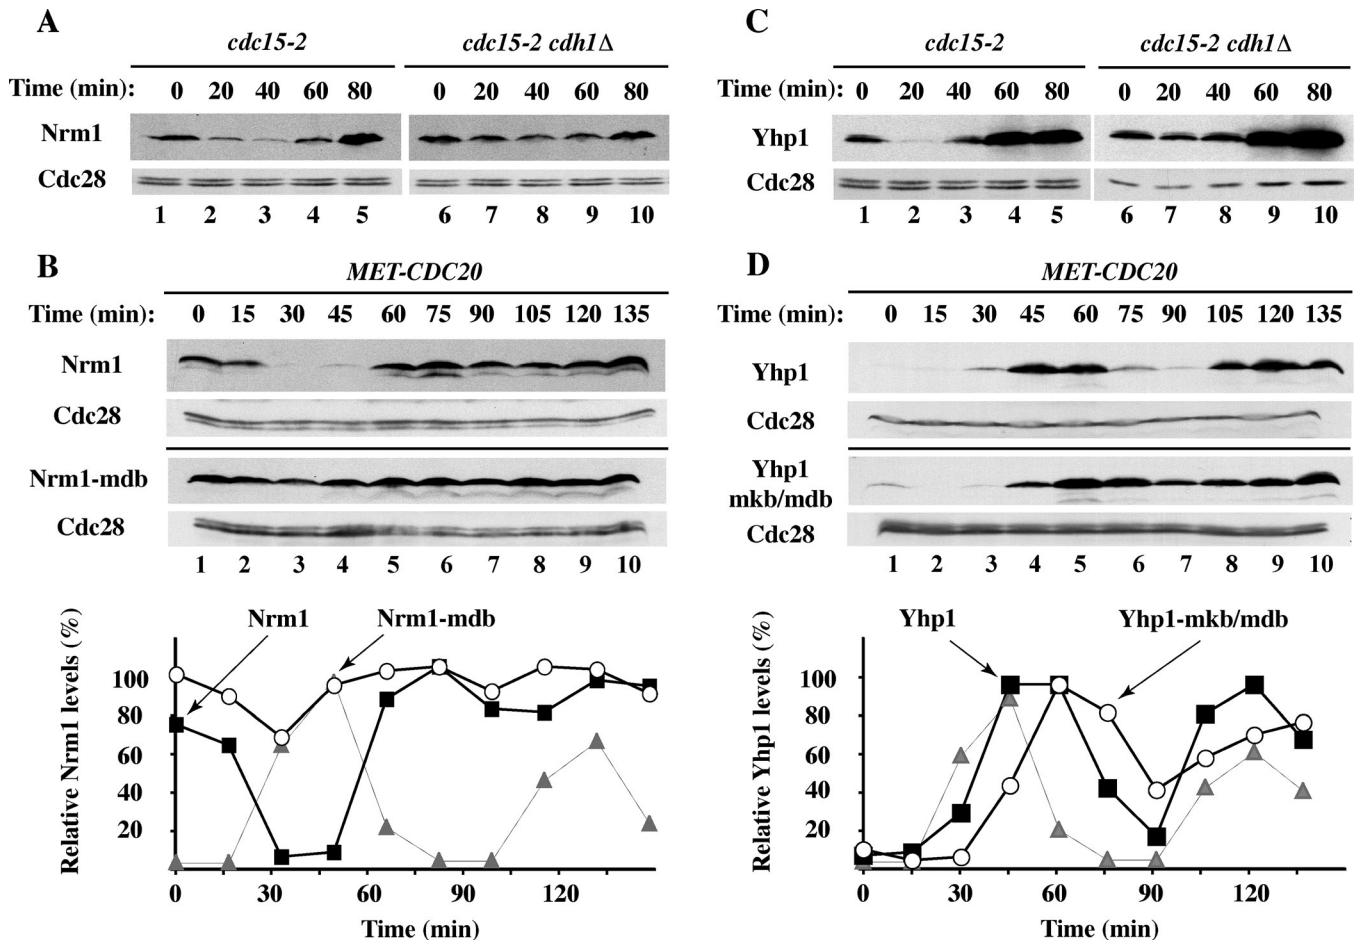 A
cdc15-2 cdc15-2 cdh1Δ
Time (min): 0 20 40 60 80 0 20 40 60 80
Nrm1
Cdc28
1 2 3 4 5 6 7 8 9 10
B
MET-CDC20
Time (min): 0 15 30 45 60 75 90 105 120 135
Nrm1
Cdc28
Nrm1-mdb
Cdc28
1 2 3 4 5 6 7 8 9 10
Nrm1 Nrm1-mdb
Relative Nrm1 levels (%)
100
80
60
40
20
0 30 60 90 120
Time (min)
C
cdc15-2 cdc15-2 cdh1Δ
Time (min): 0 20 40 60 80 0 20 40 60 80
Yhp1
Cdc28
1 2 3 4 5 6 7 8 9 10
D
MET-CDC20
Time (min): 0 15 30 45 60 75 90 105 120 135
Yhp1
Cdc28
Yhp1
mkb/mdb
Cdc28
1 2 3 4 5 6 7 8 9 10
Yhp1 Yhp1-mkb/mdb
Relative Yhp1 levels (%)
100
80
60
40
20
0 30 60 90 120
Time (min)